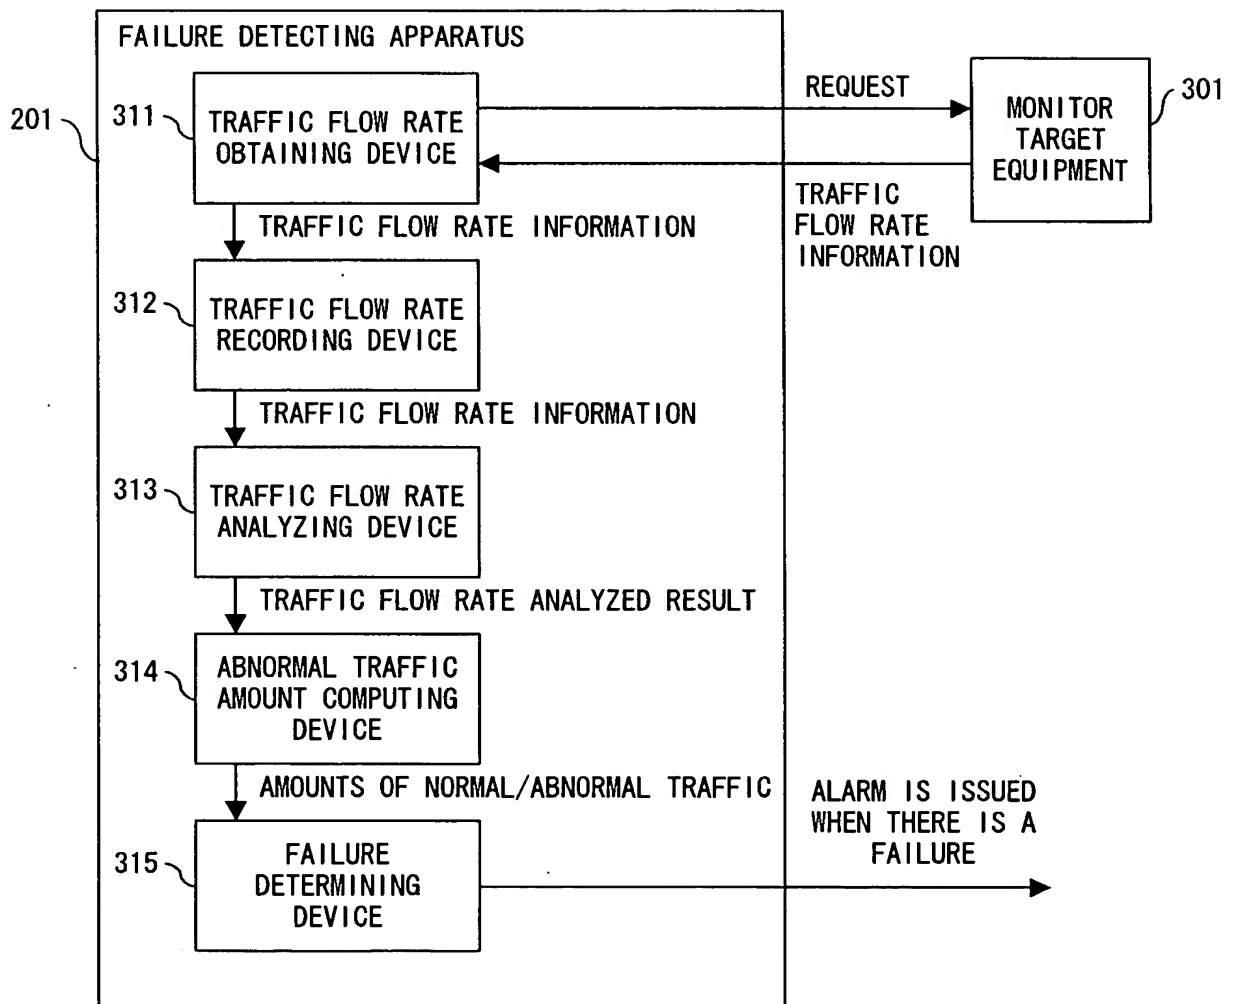 FAILURE DETECTING APPARATUS
201
311
TRAFFIC FLOW RATE
OBTAINING DEVICE
REQUEST
MONITOR
TARGET
EQUIPMENT
301
TRAFFIC
FLOW RATE
INFORMATION
TRAFFIC FLOW RATE INFORMATION
312
TRAFFIC FLOW RATE
RECORDING DEVICE
TRAFFIC FLOW RATE INFORMATION
313
TRAFFIC FLOW RATE
ANALYZING DEVICE
TRAFFIC FLOW RATE ANALYZED RESULT
314
ABNORMAL TRAFFIC
AMOUNT COMPUTING
DEVICE
AMOUNTS OF NORMAL/ABNORMAL TRAFFIC
ALARM IS ISSUED
WHEN THERE IS A
FAILURE
315
FAILURE
DETERMINING
DEVICE